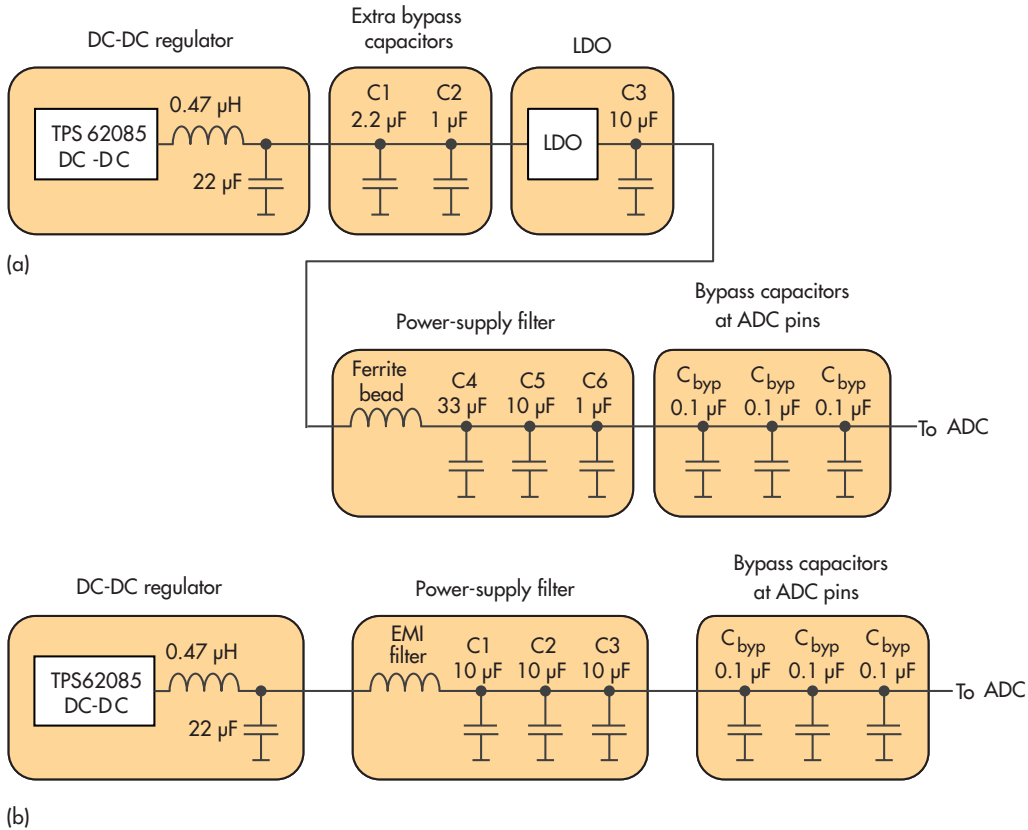 DC-DC regulator
Extra bypass
capacitors
LDO
TPS 62085
DC -D C
0.47 µH
22 µF
C1
2.2 µF
C2
1 µF
LDO
C3
10 µF
(a)
Power-supply filter
Bypass capacitors
at ADC pins
Ferrite
bead
C4
33 µF
C5
10 µF
C6
1 µF
Cbyp
0.1 µF
Cbyp
0.1 µF
Cbyp
0.1 µF
To ADC
DC-DC regulator
Power-supply filter
Bypass capacitors
at ADC pins
TPS62085
DC-D C
0.47 µH
22 µF
EMI
filter
C1
10 µF
C2
10 µF
C3
10 µF
Cbyp
0.1 µF
Cbyp
0.1 µF
Cbyp
0.1 µF
To ADC
(b)